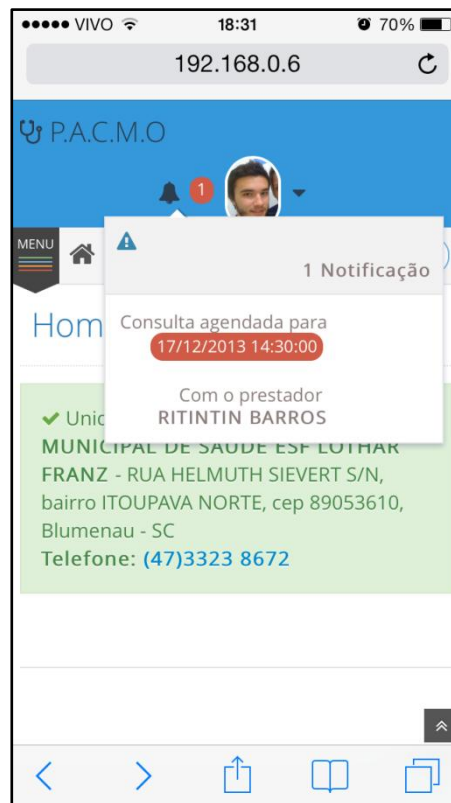 VIVO 18:31 70%
192.168.0.6
P.A.C.M.O
1
MENU
1 Notificação
Hom
Consulta agendada para
17/12/2013 14:30:00
Com o prestador
RITINTIN BARROS
MUNICIPAL DE SAUDE ESF LOTHAR
FRANZ - RUA HELMUTH SIEVERT S/N,
bairro ITOUPAVA NORTE, cep 89053610,
Blumenau - SC
Telefone: (47)3323 8672